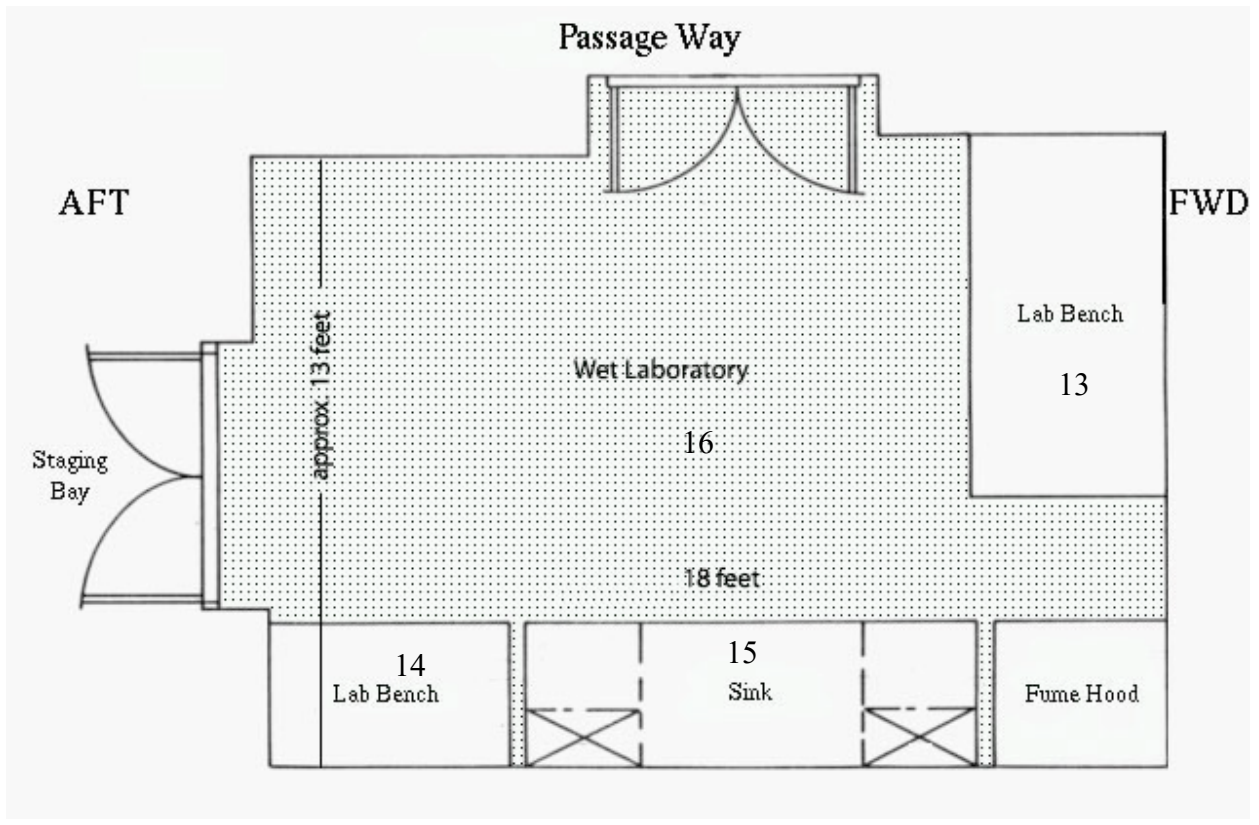 Passage Way
AFT
FWD
Lab Bench
13
approx. 13 feet
Wet Laboratory
16
Staging
Bay
18 feet
14
Lab Bench
15
Sink
Fume Hood